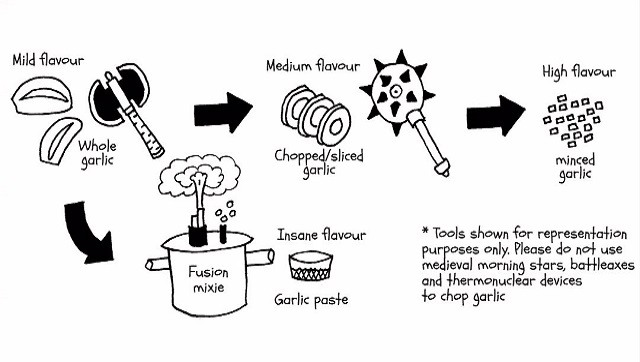 Mild flavour
Whole
garlic
Medium flavour
Chopped/sliced
garlic
High flavour
minced
garlic
Fusion
mixie
Insane flavour
Garlic paste
* Tools shown for representation
purposes only. Please do not use
medieval morning stars, battleaxes
and thermonuclear devices
to chop garlic